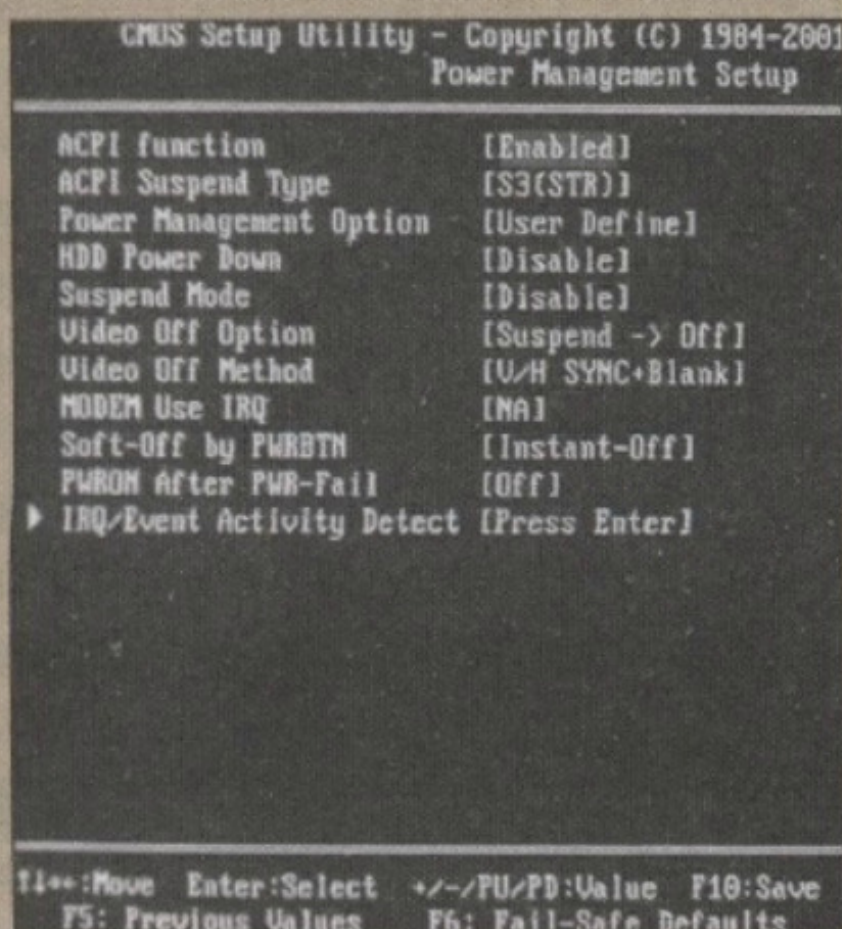 CMOS Setup Utility - Copyright (C) 1984-2001
Power Management Setup
ACPI function [Enabled]
ACPI Suspend Type [S3(STR)]
Power Management Option [User Define]
HDD Power Down [Disable]
Suspend Mode [Disable]
Video Off Option [Suspend -> Off]
Video Off Method [V/H SYNC+Blank]
MODEM Use IRQ [NA]
Soft-Off by PWRBTN [Instant-Off]
PWRON After PWR-Fail [Off]
▶ IRQ/Event Activity Detect [Press Enter]
↑↓→←:Move Enter:Select +/-/PU/PD:Value F10:Save
F5: Previous Values F6: Fail-Safe Defaults